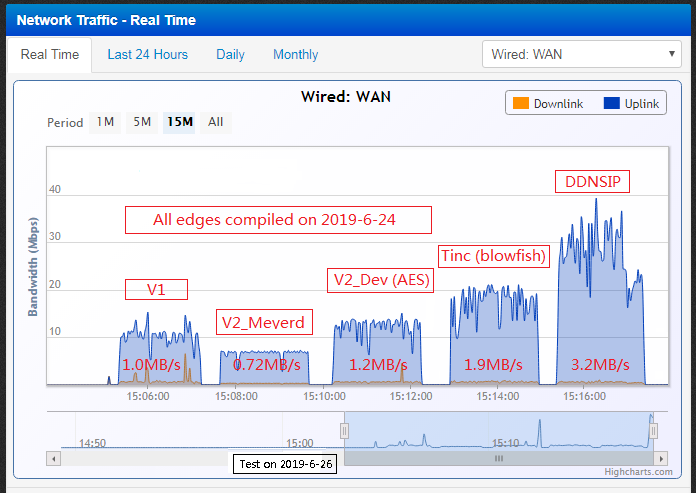 Network Traffic - Real Time
Real Time Last 24 Hours Daily Monthly Wired: WAN
Wired: WAN
Downlink Uplink
Period 1M 5M 15M All
DDNSIP
40
All edges compiled on 2019-6-24
30
Tinc (blowfish)
V2_Dev (AES)
V1
20
V2_Meyerd
10
Bandwidth (Mbps)
1.0MB/s 0.72MB/s 1.2MB/s 1.9MB/s 3.2MB/s
15:06:00 15:08:00 15:10:00 15:12:00 15:14:00 15:16:00
14:50 15:00 15:10
Test on 2019-6-26
Highcharts.com